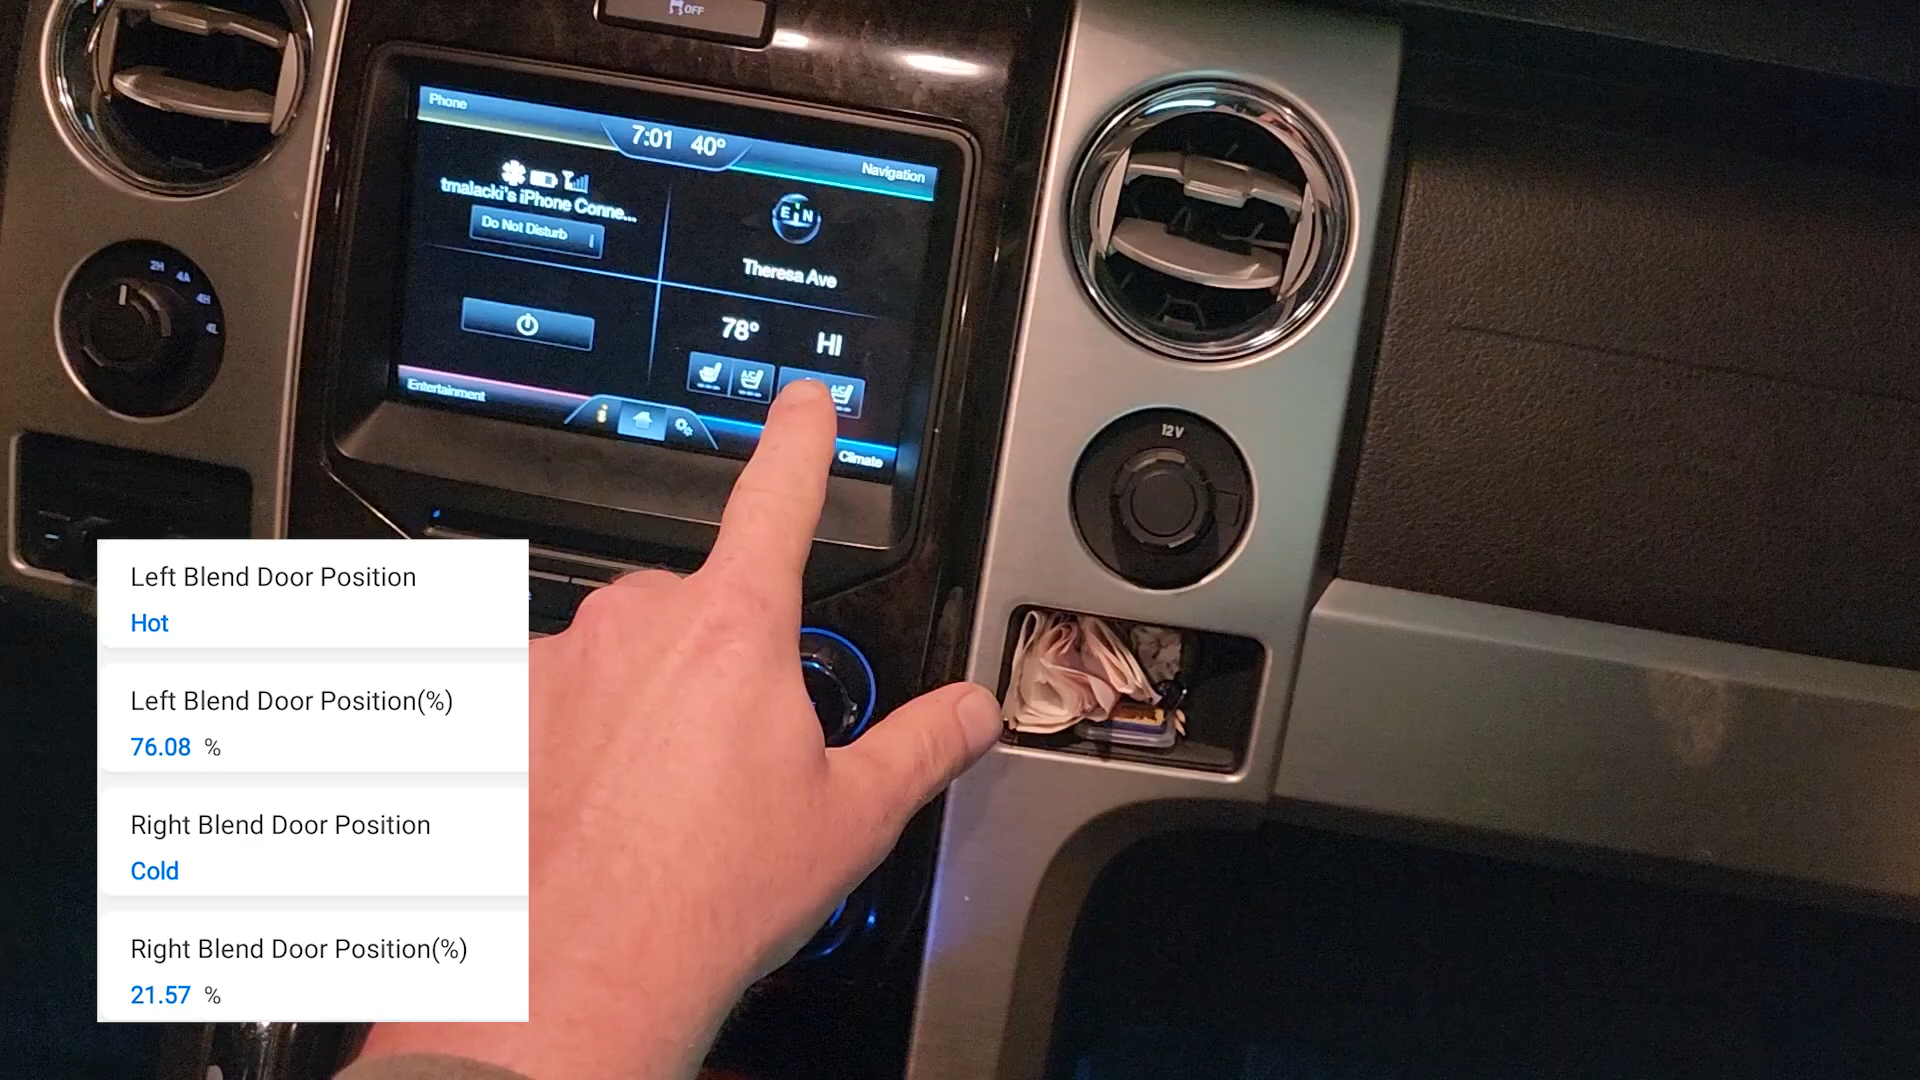 OFF
Phone
7:01 40°
Navigation
tmalacki's iPhone Conne...
Do Not Disturb
E N
Theresa Ave
78° HI
A/C
A/C
Entertainment
i
Climate
2H
4A
4H
4L
12V
Left Blend Door Position
Hot
Left Blend Door Position(%)
76.08 %
Right Blend Door Position
Cold
Right Blend Door Position(%)
21.57 %